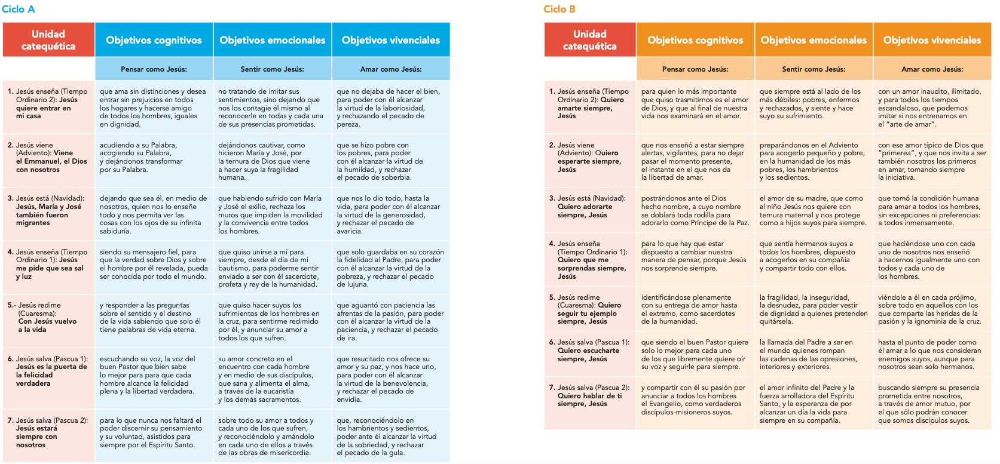 Ciclo A
Unidad
catequética
Objetivos cognitivos
Objetivos emocionales
Objetivos vivenciales
Pensar como Jesús:
Sentir como Jesús:
Amar como Jesús:
1. Jesús enseña (Tiempo
Ordinario 2): Jesús
quiere entrar en
mi casa
que ama sin distinciones y desea
entrar sin prejuicios en todos
los hogares y hacerse amigo
de todos los hombres, iguales
en dignidad.
no tratando de imitar sus
sentimientos, sino dejando que
nos los contagie él mismo al
reconocerle en todas y cada una
de sus presencias prometidas.
que no dejaba de hacer el bien,
para poder con él alcanzar
la virtud de la laboriosidad,
y rechazando el pecado de
pereza.
2. Jesús viene
(Adviento): Viene
el Emmanuel, el Dios
con nosotros
acudiendo a su Palabra,
acogiendo su Palabra,
y dejándonos transformar
por su Palabra.
dejándonos cautivar, como
hicieron María y José, por
la ternura de Dios que viene
a hacer suya la fragilidad
humana.
que se hizo pobre con
los pobres, para poder
con él alcanzar la virtud de
la humildad, y rechazar
el pecado de soberbia.
3. Jesús está (Navidad):
Jesús, María y José
también fueron
migrantes
dejando que sea él, en medio de
nosotros, quien nos lo enseñe
todo y nos permita ver las
cosas con los ojos de su infinita
sabiduría.
que habiendo sufrido con María
y José el exilio, rechaza los
muros que impiden la movilidad
y la convivencia entre todos
los hombres.
que nos lo dio todo, hasta la
vida, para poder con él alcanzar
la virtud de la generosidad,
y rechazar el pecado de
avaricia.
4. Jesús enseña (Tiempo
Ordinario 1): Jesús
me pide que sea sal
y luz
siendo su mensajero fiel, para
que la verdad sobre Dios y sobre
el hombre por él revelada, pueda
ser conocida por todo el mundo.
que quiso unirse a mí para
siempre, desde el día de mi
bautismo, para poderme sentir
enviado a ser con él sacerdote,
profeta y rey de la humanidad.
que solo guardaba en su corazón
la fidelidad al Padre, para poder
con él alcanzar la virtud de la
pobreza, y rechazar el pecado
de lujuria.
5.- Jesús redime
(Cuaresma):
Con Jesús vuelvo
a la vida
y responder a las preguntas
sobre el sentido y el destino
de la vida sabiendo que solo él
tiene palabras de vida eterna.
que quiso hacer suyos los
sufrimientos de los hombres en
la cruz, para sentirme redimido
por él, y anunciar su amor a
todos los que sufren.
que aguantó con paciencia las
afrentas de la pasión, para poder
con él alcanzar la virtud de la
paciencia, y rechazar el pecado
de ira.
6. Jesús salva (Pascua 1):
Jesús es la puerta de
la felicidad
verdadera
escuchando su voz, la voz del
buen Pastor que bien sabe
lo mejor para para que cada
hombre alcance la felicidad
plena y la libertad verdadera.
su amor concreto en el
encuentro con cada hombre
y en medio de sus discípulos,
que sana y alimenta el alma,
a través de la eucaristía
y los demás sacramentos.
que resucitado nos ofrece su
amor y su paz, y nos hace uno,
para poder con él alcanzar
la virtud de la benevolencia,
y rechazar el pecado de
envidia.
7. Jesús salva (Pascua 2):
Jesús estará
siempre con
nosotros
para lo que nunca nos faltará el
poder discernir su pensamiento
y su voluntad, asistidos para
siempre por el Espíritu Santo.
sobre todo su amor a todos y
cada uno de los que sufren,
y reconociéndolo y amándolo
en cada uno de ellos a través
de las obras de misericordia.
que, reconociéndolo en
los hambrientos y sedientos,
poder ante él alcanzar la virtud
de la sobriedad, y rechazar
el pecado de la gula.
Ciclo B
Unidad
catequética
Objetivos cognitivos
Objetivos emocionales
Objetivos vivenciales
Pensar como Jesús:
Sentir como Jesús:
Amar como Jesús:
1. Jesús enseña (Tiempo
Ordinario 2): Quiero
amarte siempre,
Jesús
para quien lo más importante
que quiso trasmitirnos es el amor
de Dios, y que al final de nuestra
vida nos examinará en el amor.
que siempre está al lado de los
más débiles: pobres, enfermos
y rechazados, y siente y hace
suyo su sufrimiento.
con un amor inaudito, ilimitado,
y para todos los tiempos
escandaloso, que podemos
imitar si nos entrenamos en
el “arte de amar”.
2. Jesús viene
(Adviento): Quiero
esperarte siempre,
Jesús
que nos enseñó a estar siempre
alertas, vigilantes, para no dejar
pasar el momento presente,
el instante en el que nos da
la libertad de amar.
preparándonos en el Adviento
para acogerlo pequeño y pobre,
en la humanidad de los más
pobres, los hambrientos
y los sedientos.
con ese amor típico de Dios que
“primerea”, y que nos invita a ser
también nosotros los primeros
en amar, tomando siempre
la iniciativa.
3. Jesús está (Navidad):
Quiero adorarte
siempre, Jesús
postrándonos ante el Dios
hecho nombre, a cuyo nombre
se doblará toda rodilla para
adorarlo como Príncipe de la Paz.
el amor de su madre, que como
al niño Jesús nos quiere con
ternura maternal y nos protege
como a hijos suyos para siempre.
que tomó la condición humana
para amar a todos los hombres,
sin excepciones ni preferencias:
a todos inmensamente.
4. Jesús enseña
(Tiempo Ordinario 1):
Quiero que me
sorprendas siempre,
Jesús
para lo que hay que estar
dispuesto a cambiar nuestra
manera de pensar, porque Jesús
nos sorprende siempre.
que sentía hermanos suyos a
todos los hombres, dispuesto
a acogerlos en su compañía
y compartir todo con ellos.
que haciéndose uno con cada
uno de nosotros nos enseñó
a hacernos igualmente uno con
todos y cada uno de
los hombres.
5. Jesús redime
(Cuaresma): Quiero
seguir tu ejemplo
siempre, Jesús
identificándose plenamente
con su entrega de amor hasta
el extremo, como sacerdotes
de la humanidad.
la fragilidad, la inseguridad,
la desnudez, para poder vestir
de dignidad a quienes pretenden
quitársela.
viéndole a él en cada prójimo,
sobre todo en aquellos con los
que comparte las heridas de la
pasión y la ignominia de la cruz.
6. Jesús salva (Pascua 1):
Quiero escucharte
siempre, Jesús
que siendo el buen Pastor quiere
solo lo mejor para cada uno
de los que libremente quiere oír
su voz y seguirle para siempre.
la llamada del Padre a ser en
el mundo quienes rompan
las cadenas de las opresiones,
interiores y exteriores.
hasta el punto de poder como
él amar a lo que nos consideran
enemigos suyos, aunque para
nosotros sean solo hermanos.
7. Jesús salva (Pascua 2):
Quiero hablar de ti
siempre, Jesús
y compartir con él su pasión por
anunciar a todos los hombres
el Evangelio, como verdaderos
discípulos-misioneros suyos.
el amor infinito del Padre y la
fuerza arrolladora del Espíritu
Santo, y la esperanza de por
alcanzar un día la vida para
siempre en su compañía.
buscando siempre su presencia
prometida entre nosotros,
a través de amor mutuo, por
el que sólo podrán conocer
que somos discípulos suyos.